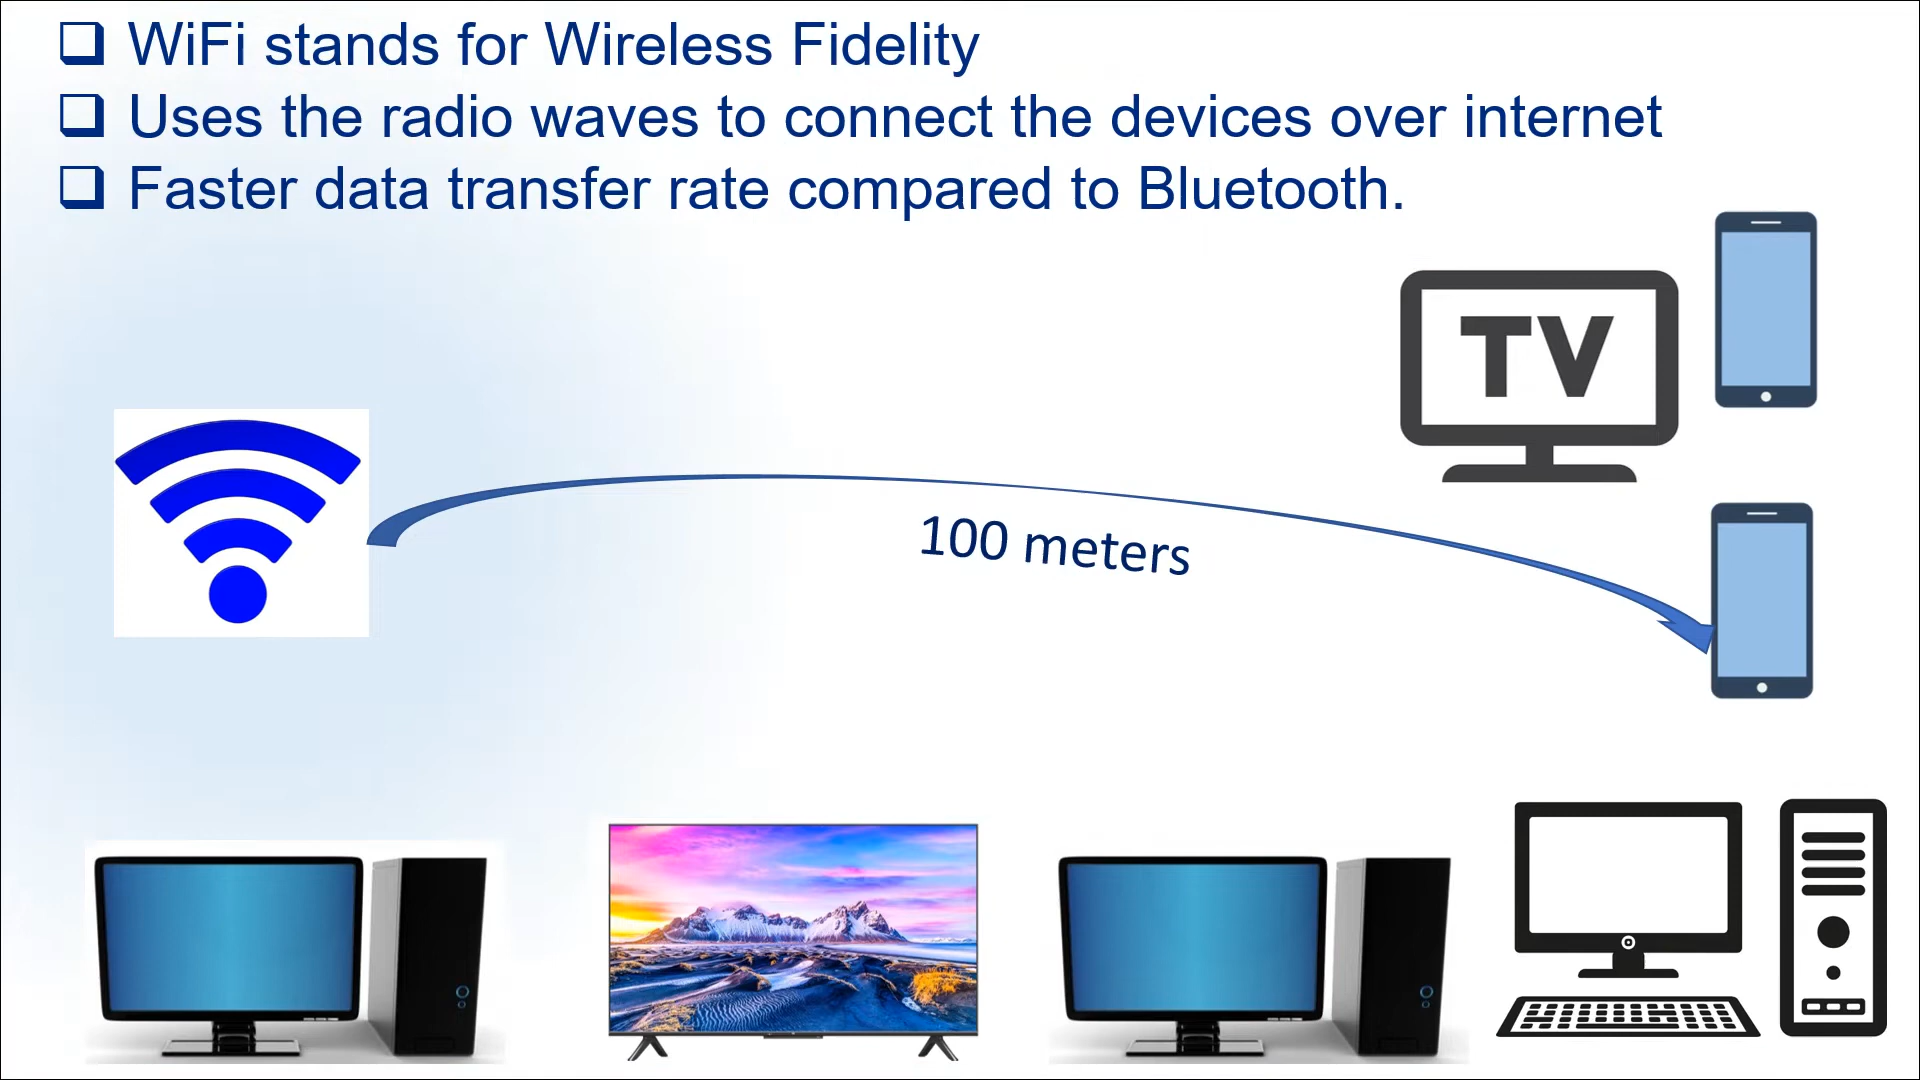 WiFi stands for Wireless Fidelity
Uses the radio waves to connect the devices over internet
Faster data transfer rate compared to Bluetooth.
TV
100 meters